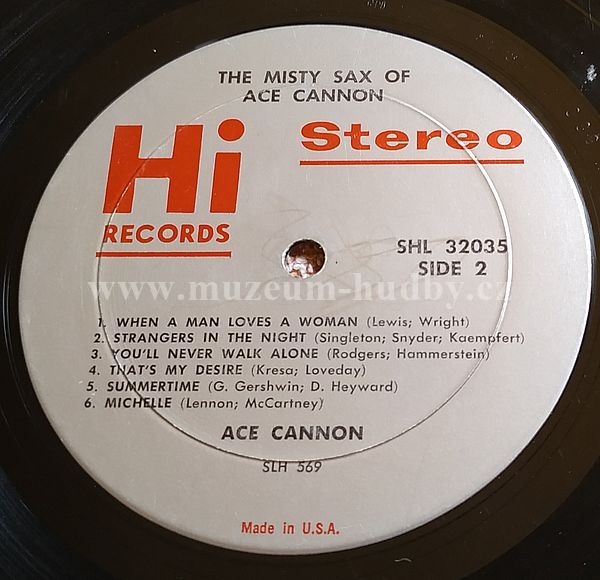 THE MISTY SAX OF
ACE CANNON
Hi
RECORDS
Stereo
SHL 32035
SIDE 2
www.muzeum-hudby.cz
1. WHEN A MAN LOVES A WOMAN (Lewis; Wright)
2. STRANGERS IN THE NIGHT (Singleton; Snyder; Kaempfert)
3. YOU'LL NEVER WALK ALONE (Rodgers; Hammerstein)
4. THAT'S MY DESIRE (Kresa; Loveday)
5. SUMMERTIME (G. Gershwin; D. Heyward)
6. MICHELLE (Lennon; McCartney)
ACE CANNON
SLH 569
Made in U.S.A.